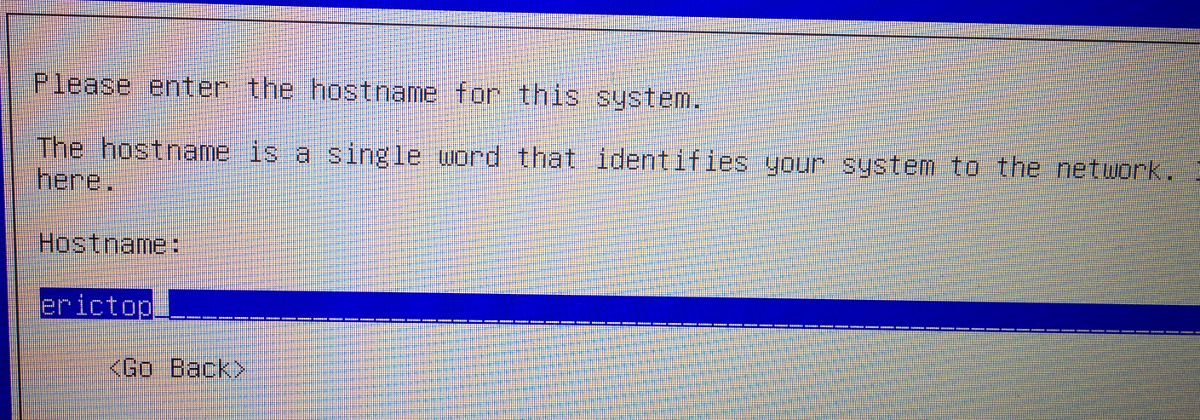 Please enter the hostname for this system.
The hostname is a single word that identifies your system to the network.
here.
Hostname:
erictop
<Go Back>